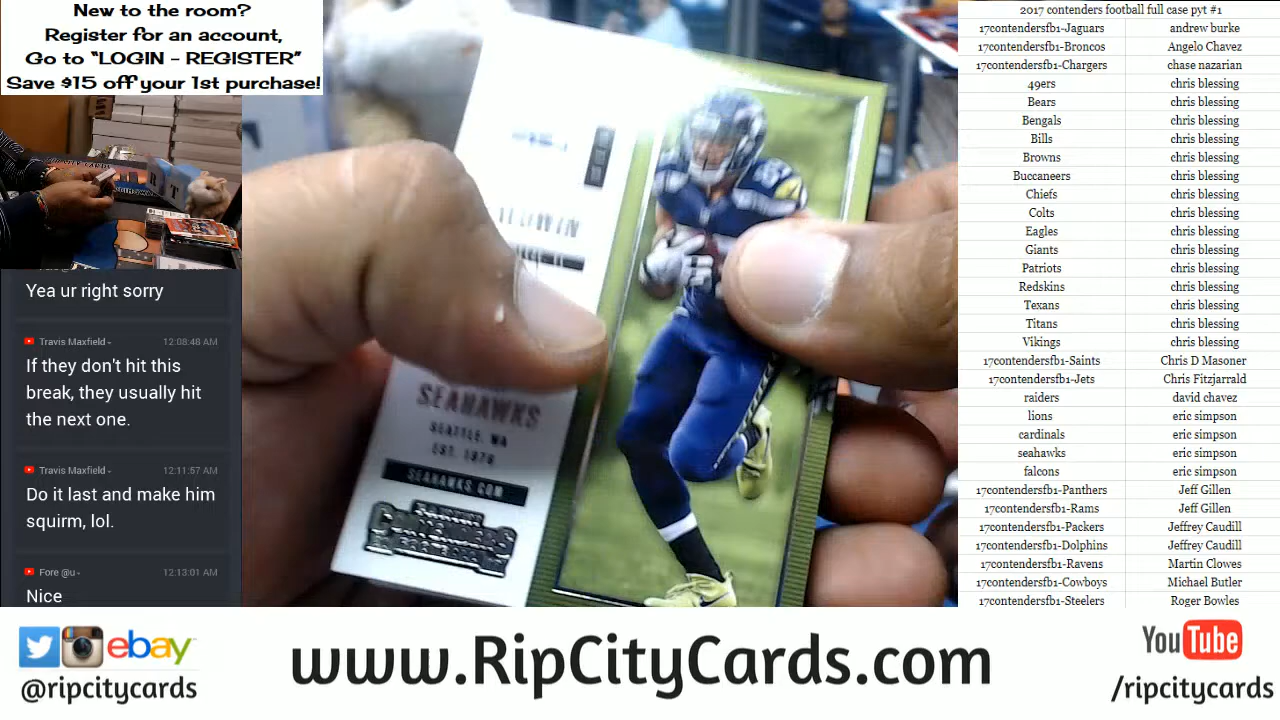 New to the room?
Register for an account,
Go to “LOGIN - REGISTER”
Save $15 off your 1st purchase!
Yea ur right sorry
Travis Maxfield
12:08:48 AM
If they don't hit this
break, they usually hit
the next one.
Travis Maxfield
12:11:57 AM
Do it last and make him
squirm, lol.
Fore @u
12:13:01 AM
Nice
SEAHAWKS
SEATTLE, WA
EST. 1976
SEAHAWKS.COM
CONTENDERS
2017 contenders football full case pyt #1
17contendersfb1-Jaguars andrew burke
17contendersfb1-Broncos Angelo Chavez
17contendersfb1-Chargers chase nazarian
49ers chris blessing
Bears chris blessing
Bengals chris blessing
Bills chris blessing
Browns chris blessing
Buccaneers chris blessing
Chiefs chris blessing
Colts chris blessing
Eagles chris blessing
Giants chris blessing
Patriots chris blessing
Redskins chris blessing
Texans chris blessing
Titans chris blessing
Vikings chris blessing
17contendersfb1-Saints Chris D Masoner
17contendersfb1-Jets Chris Fitzjarrald
raiders david chavez
lions eric simpson
cardinals eric simpson
seahawks eric simpson
falcons eric simpson
17contendersfb1-Panthers Jeff Gillen
17contendersfb1-Rams Jeff Gillen
17contendersfb1-Packers Jeffrey Caudill
17contendersfb1-Dolphins Jeffrey Caudill
17contendersfb1-Ravens Martin Clowes
17contendersfb1-Cowboys Michael Butler
17contendersfb1-Steelers Roger Bowles
ebay
@ripcitycards
www.RipCityCards.com
YouTube
/ripcitycards